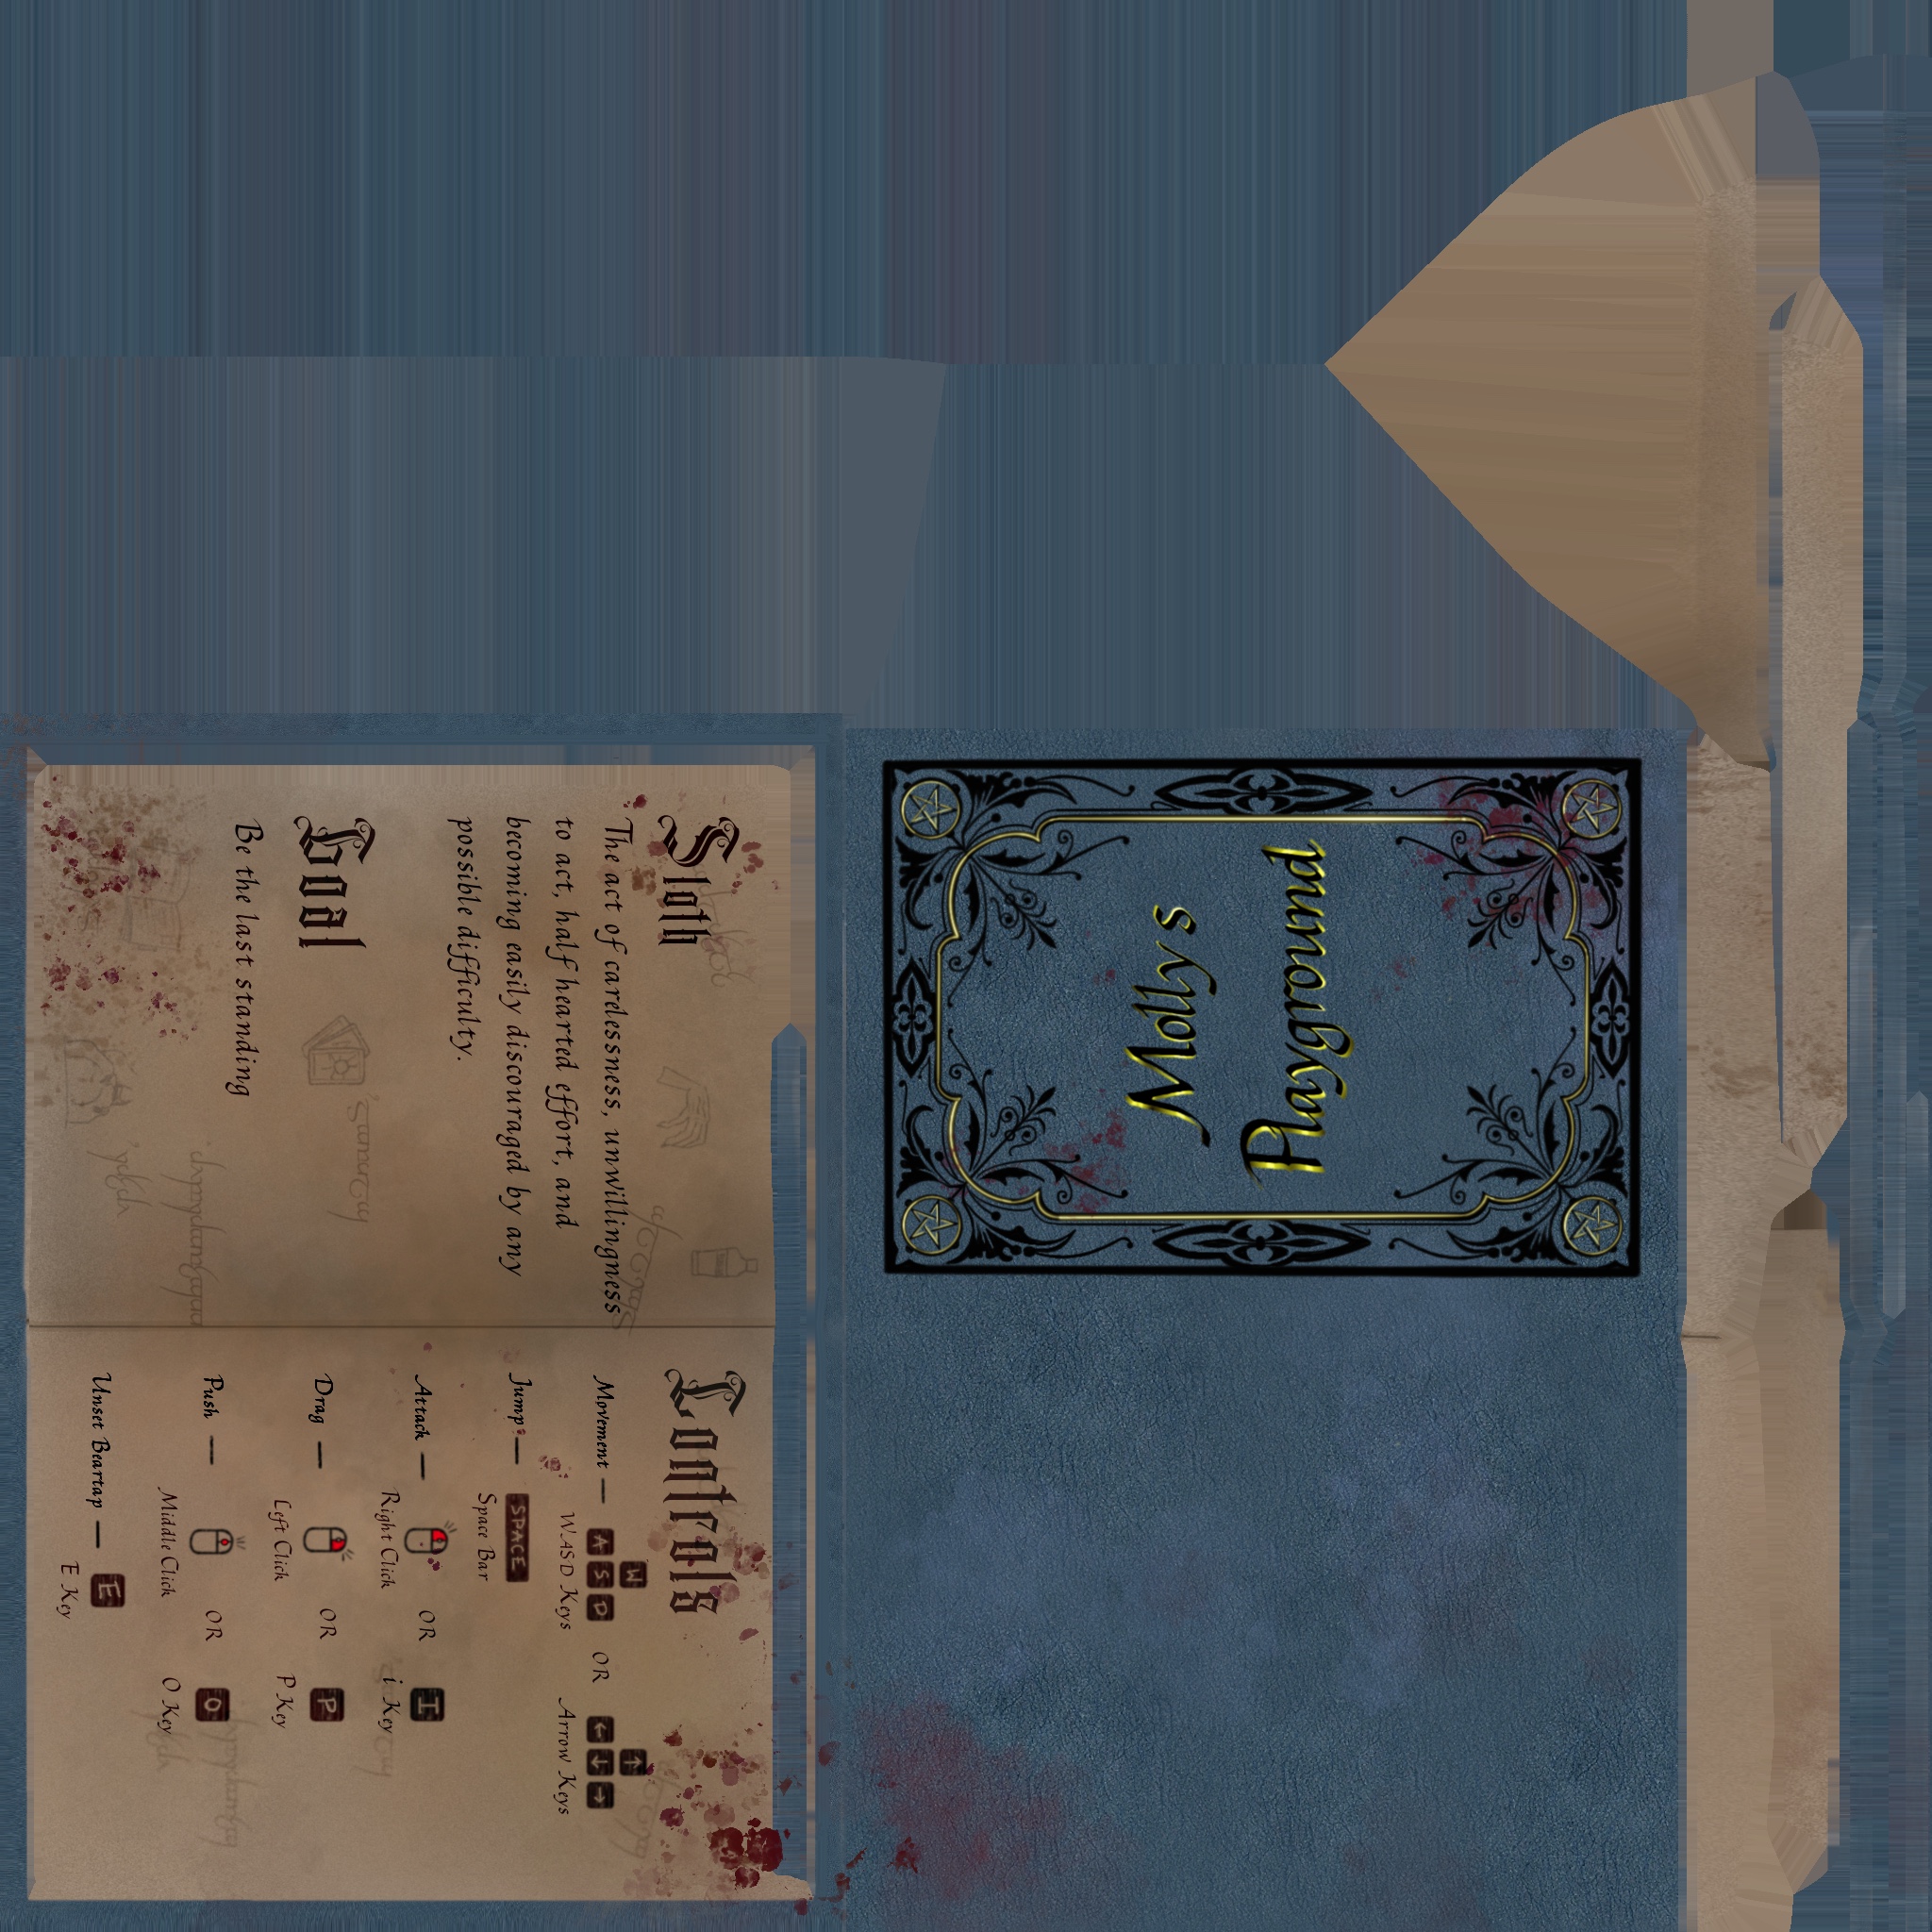 Sloth
The act of carelessness, unwillingness
to act, half hearted effort, and
becoming easily discouraged by any
possible difficulty.
Goal
Be the last standing
Controls
Movement — W
A S D OR ↑
← ↓ →
WASD Keys Arrow Keys
Jump — SPACE
Space Bar
Attack — OR I
Right Click i Key
Drag — OR P
Left Click P Key
Push — OR O
Middle Click O Key
Unset Beartap — E
E Key
Molly s
Playground